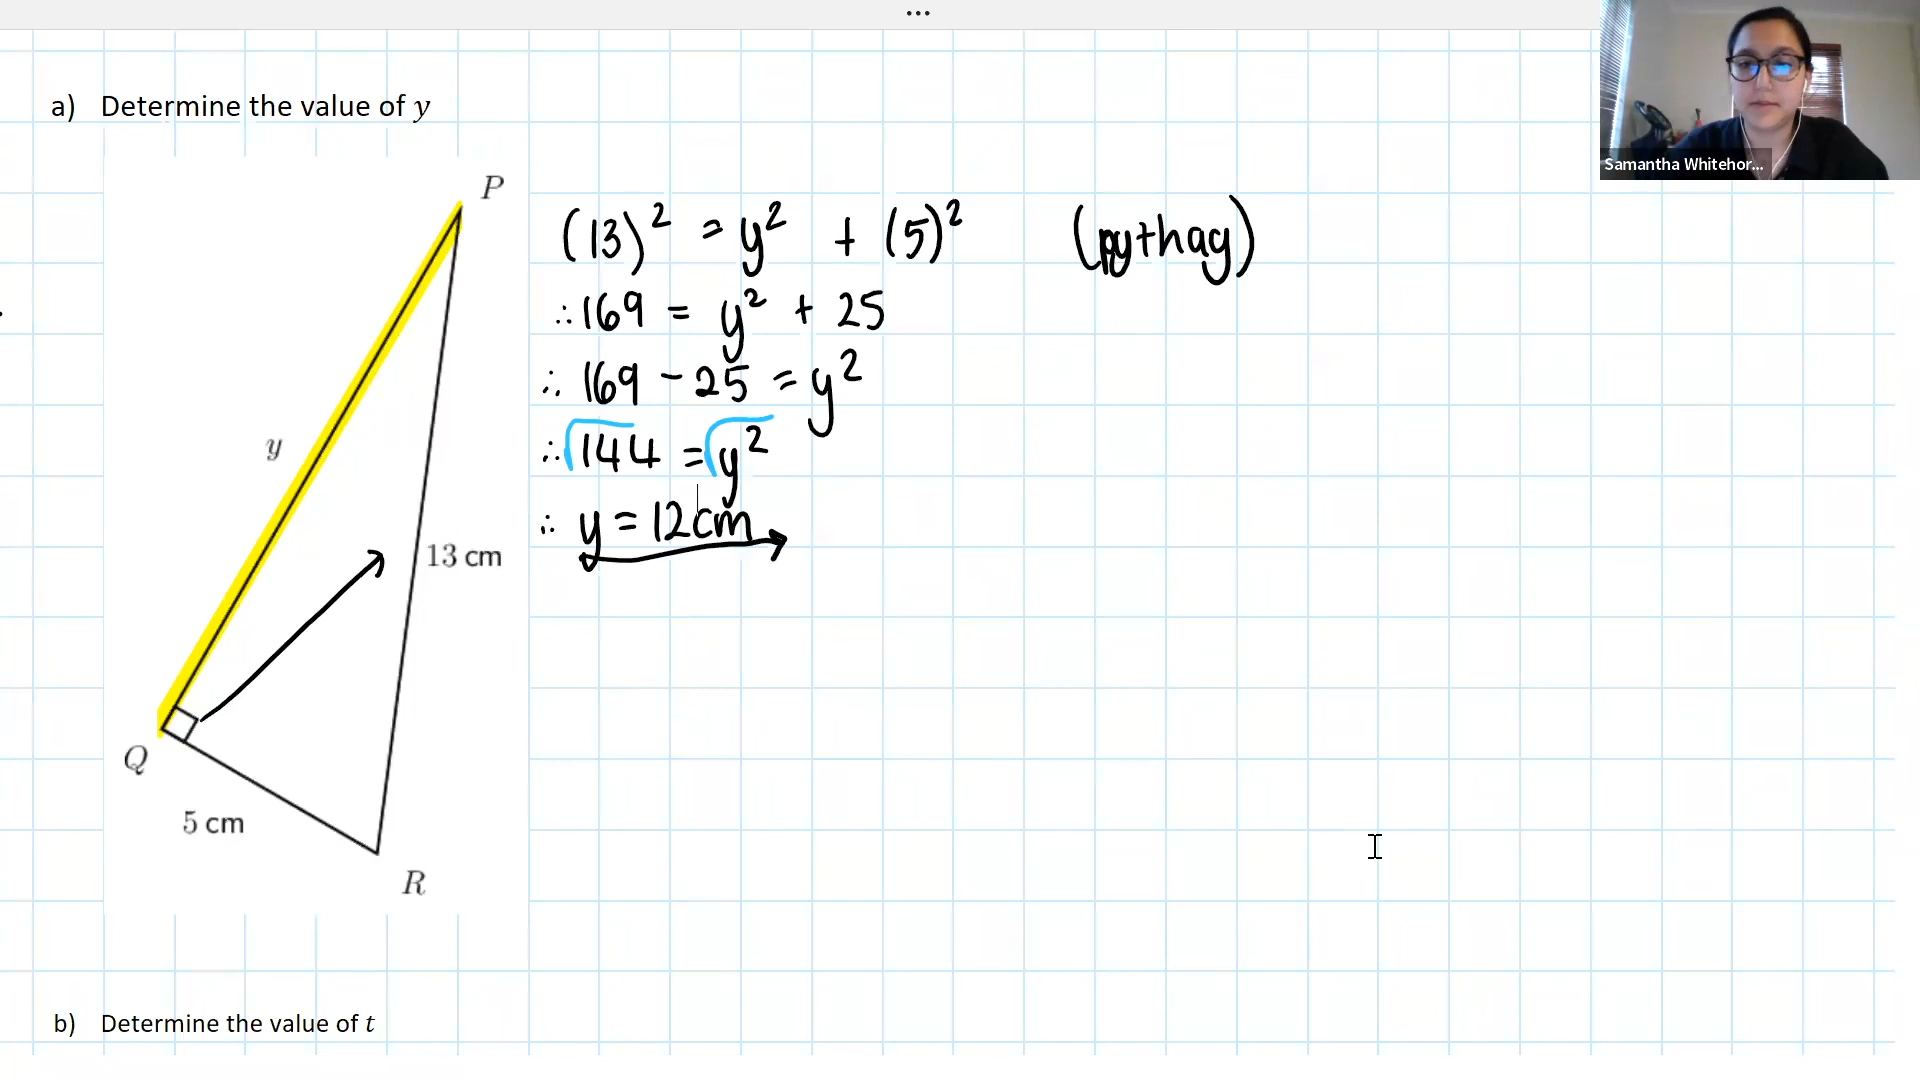 a) Determine the value of y
Samantha Whitehor...
P
(13)² = y² + (5)² (pythag)
∴ 169 = y² + 25
∴ 169 - 25 = y²
∴ √144 = √y²
y
∴ y = 12cm
13 cm
Q
5 cm
R
b) Determine the value of t